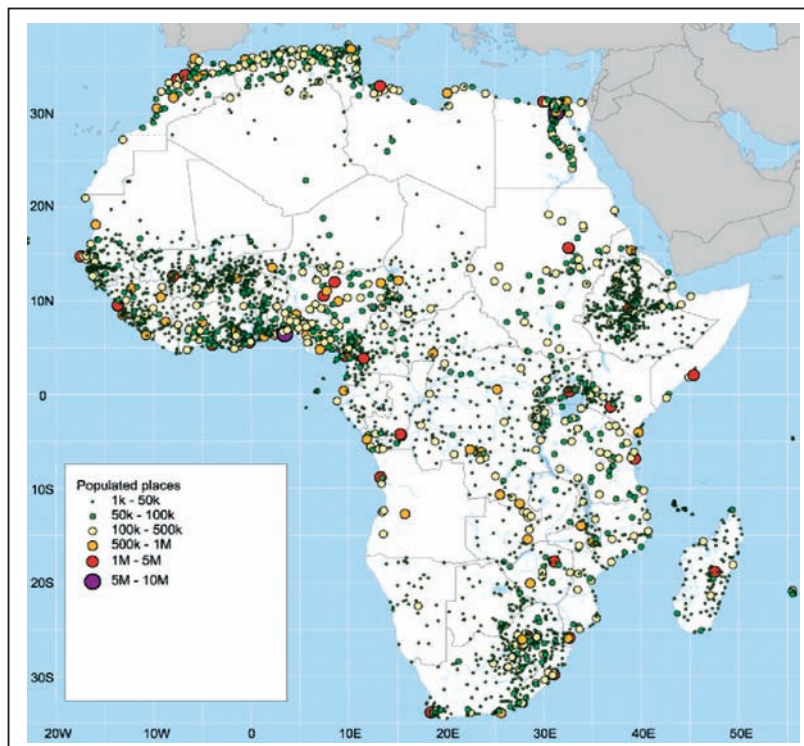 30N
20N
10N
0
10S
20S
30S
Populated places
1k - 50k
50k - 100k
100k - 500k
500k - 1M
1M - 5M
5M - 10M
20W 10W 0 10E 20E 30E 40E 50E